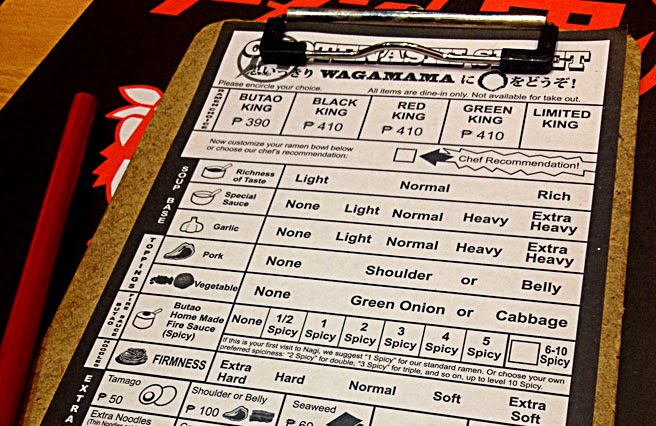 思いっきり WAGAMAMA に 〇 をどうぞ!
Please encircle your choice.
All items are dine-in only. Not available for take out.
BUTAO KING
₱ 390
BLACK KING
₱ 410
RED KING
₱ 410
GREEN KING
₱ 410
LIMITED KING
Now customize your ramen bowl below
or choose our chef's recommendation:
Chef Recommendation!
SOUP BASE
Richness of Taste
Light Normal Rich
Special Sauce
None Light Normal Heavy Extra Heavy
Garlic
None Light Normal Heavy Extra Heavy
TOPPINGS
Pork
None Shoulder or Belly
Vegetable
None Green Onion or Cabbage
Butao
Home Made
Fire Sauce
(Spicy)
None 1/2 Spicy 1 Spicy 2 Spicy 3 Spicy 4 Spicy 5 Spicy 6-10 Spicy
If this is your first visit to Nagi, we suggest "1 Spicy" for our standard ramen. Or choose your own
preferred spiciness: "2 Spicy" for double, "3 Spicy" for triple, and so on, up to level 10 Spicy.
FIRMNESS
Extra Hard Hard Normal Soft Extra Soft
EXTRA
Tamago
₱ 50
Shoulder or Belly
₱ 100
Seaweed
₱ 60
Extra Noodles